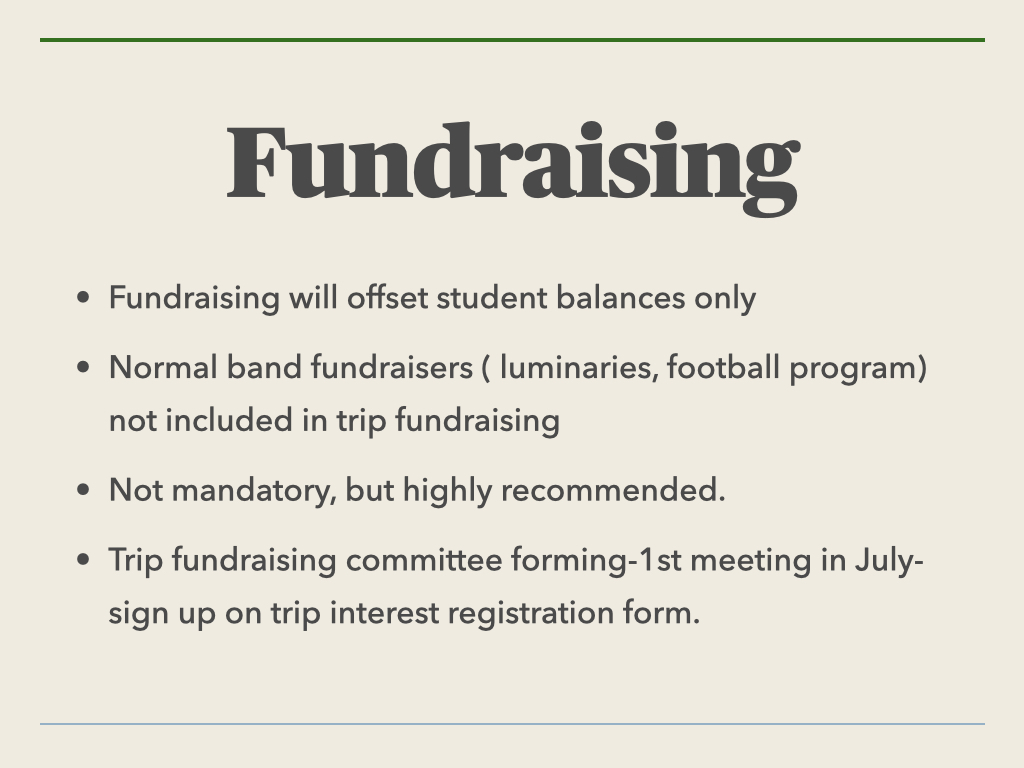 Fundraising
• Fundraising will offset student balances only
• Normal band fundraisers ( luminaries, football program)
not included in trip fundraising
• Not mandatory, but highly recommended.
• Trip fundraising committee forming-1st meeting in July-
sign up on trip interest registration form.